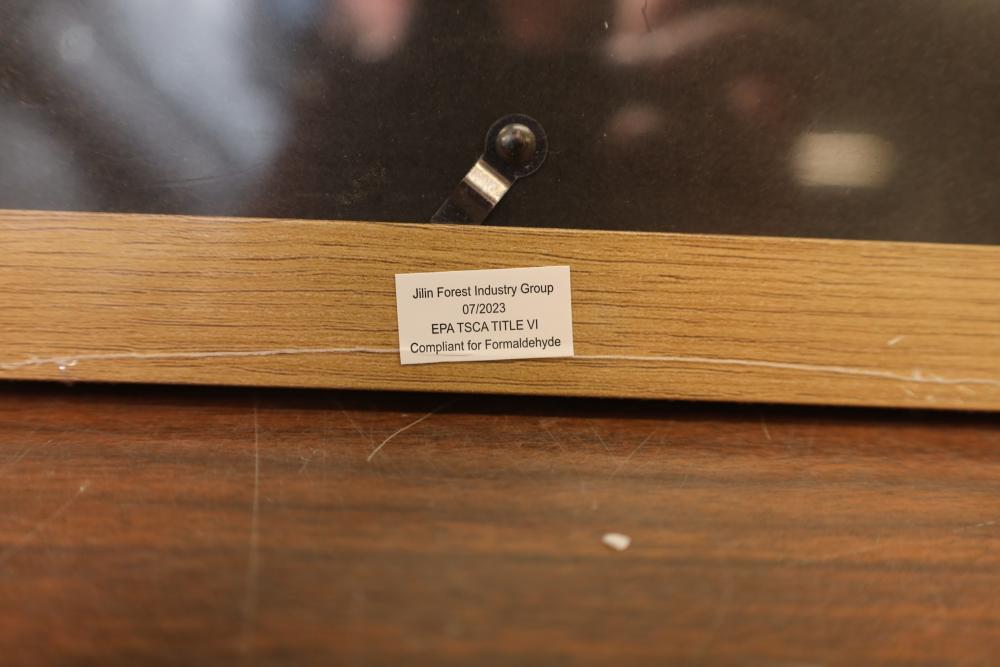 Jilin Forest Industry Group
07/2023
EPA TSCA TITLE VI
Compliant for Formaldehyde